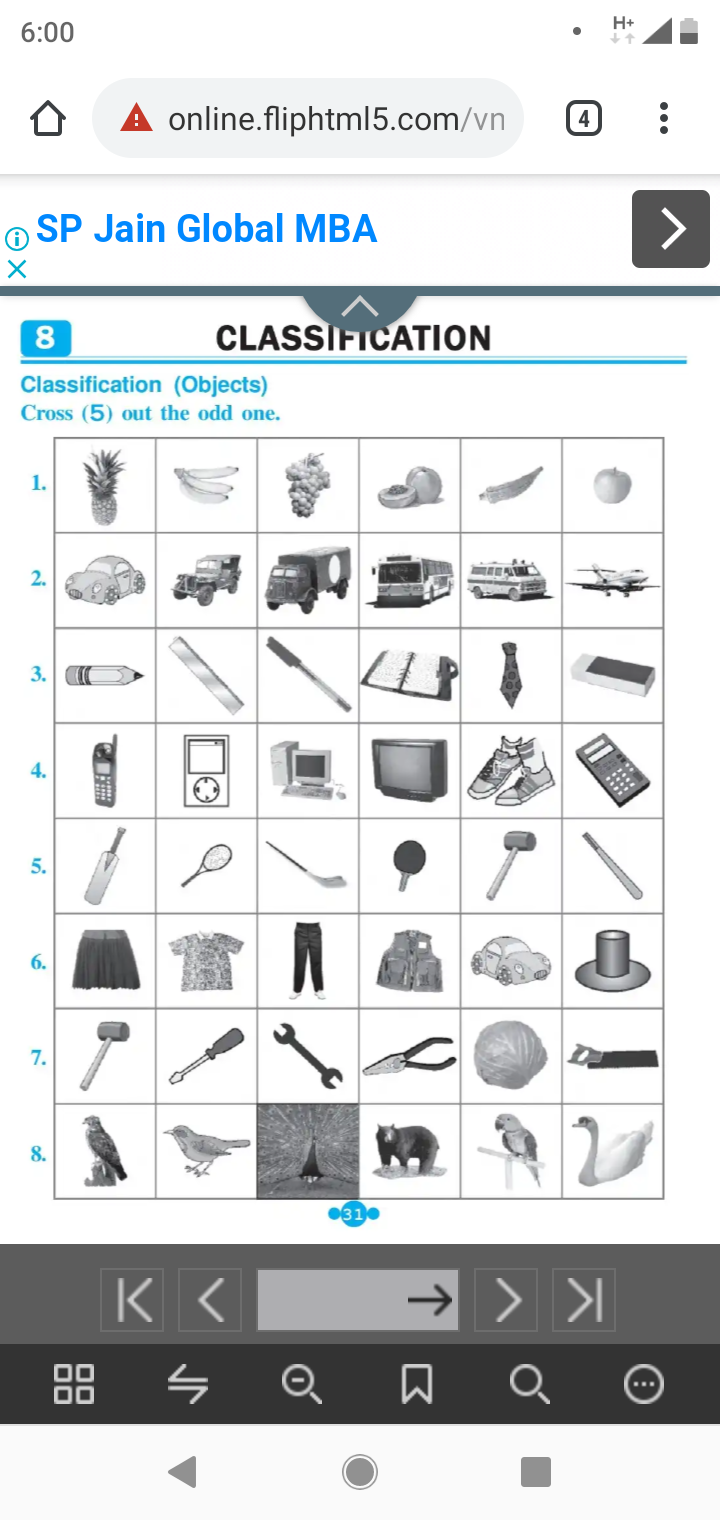 6:00
H+
online.fliphtml5.com/vn
4
SP Jain Global MBA
8
CLASSIFICATION
Classification (Objects)
Cross (5) out the odd one.
1.
2.
3.
4.
5.
6.
7.
8.
31